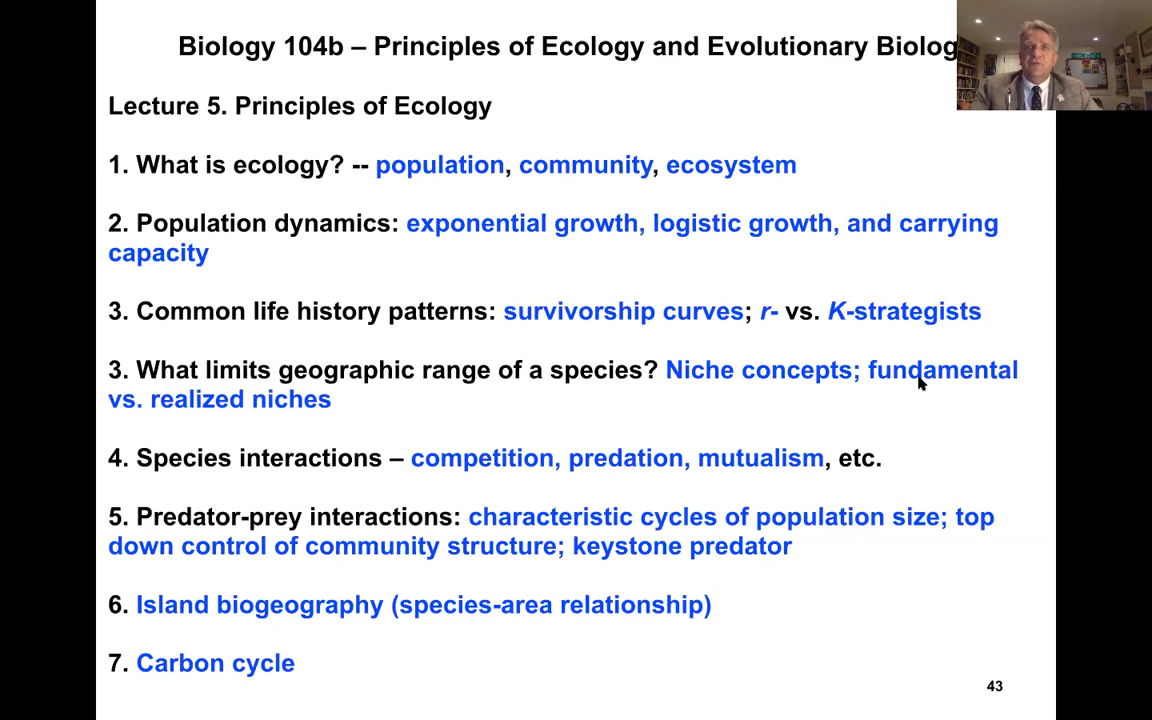 Biology 104b – Principles of Ecology and Evolutionary Biolog
Lecture 5. Principles of Ecology
1. What is ecology? -- population, community, ecosystem
2. Population dynamics: exponential growth, logistic growth, and carrying
capacity
3. Common life history patterns: survivorship curves; r- vs. K-strategists
3. What limits geographic range of a species? Niche concepts; fundamental
vs. realized niches
4. Species interactions – competition, predation, mutualism, etc.
5. Predator-prey interactions: characteristic cycles of population size; top
down control of community structure; keystone predator
6. Island biogeography (species-area relationship)
7. Carbon cycle
43